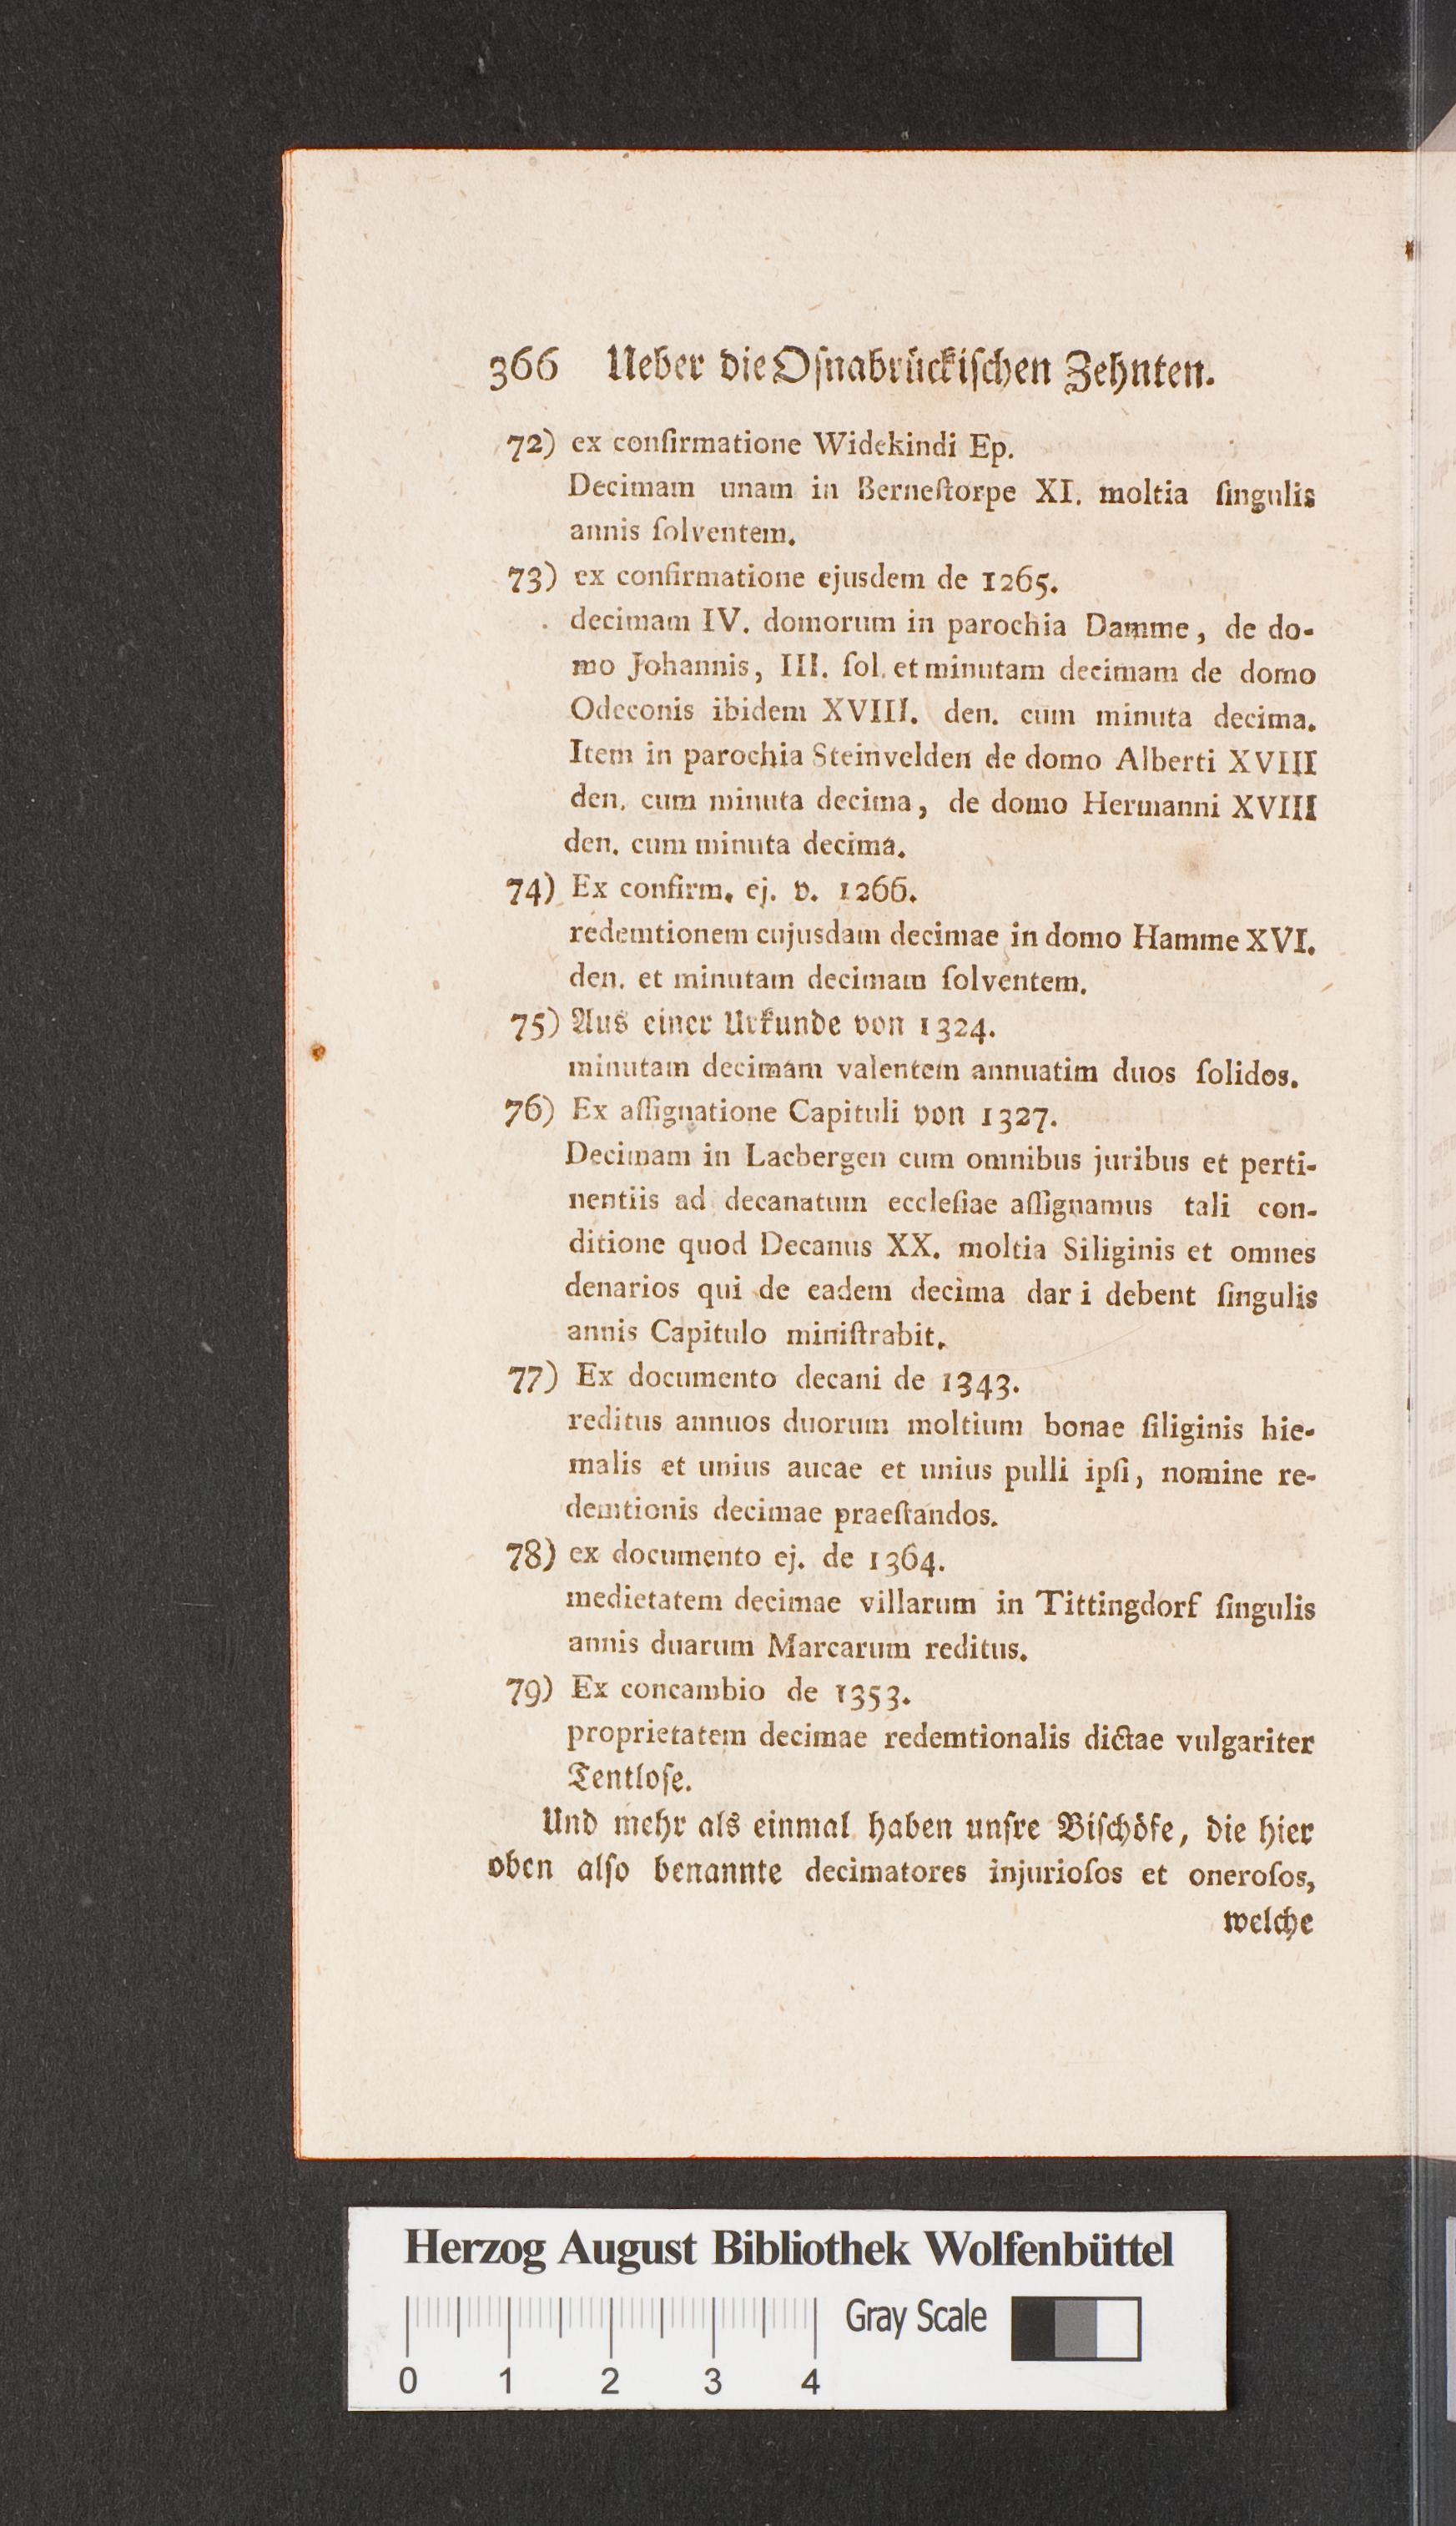 366 Ueber die Oſnabrückiſchen Zehnten.
72) ex confirmatione Widekindi Ep.
Decimam unam in Berneſtorpe XI. moltia ſingulis
annis ſolventem.
73) ex confirmatione ejusdem de 1265.
decimam IV. domorum in parochia Damme, de do-
mo Johannis, III. ſol. et minutam decimam de domo
Odeconis ibidem XVIII. den. cum minuta decima.
Item in parochia Steinvelden de domo Alberti XVIII
den. cum minuta decima, de domo Hermanni XVIII
den. cum minuta decima.
74) Ex confirm. ej. v. 1266.
redemtionem cujusdam decimae in domo Hamme XVI.
den. et minutam decimam ſolventem.
75) Aus einer Urkunde von 1324.
minutam decimam valentem annuatim duos ſolidos.
76) Ex aſſignatione Capituli von 1327.
Decimam in Lacbergen cum omnibus juribus et perti-
nentiis ad decanatum eccleſiae aſſignamus tali con-
ditione quod Decanus XX. moltia Siliginis et omnes
denarios qui de eadem decima dar i debent ſingulis
annis Capitulo miniſtrabit.
77) Ex documento decani de 1343.
reditus annuos duorum moltium bonae ſiliginis hie-
malis et unius aucae et unius pulli ipſi, nomine re-
demtionis decimae praeſtandos.
78) ex documento ej. de 1364.
medietatem decimae villarum in Tittingdorf ſingulis
annis duarum Marcarum reditus.
79) Ex concambio de 1353.
proprietatem decimae redemtionalis dictae vulgariter
Tentloſe.
Und mehr als einmal haben unſre Biſchöfe, die hier
oben alſo benannte decimatores injurioſos et oneroſos,
welche
Herzog August Bibliothek Wolfenbüttel
Gray Scale
0 1 2 3 4